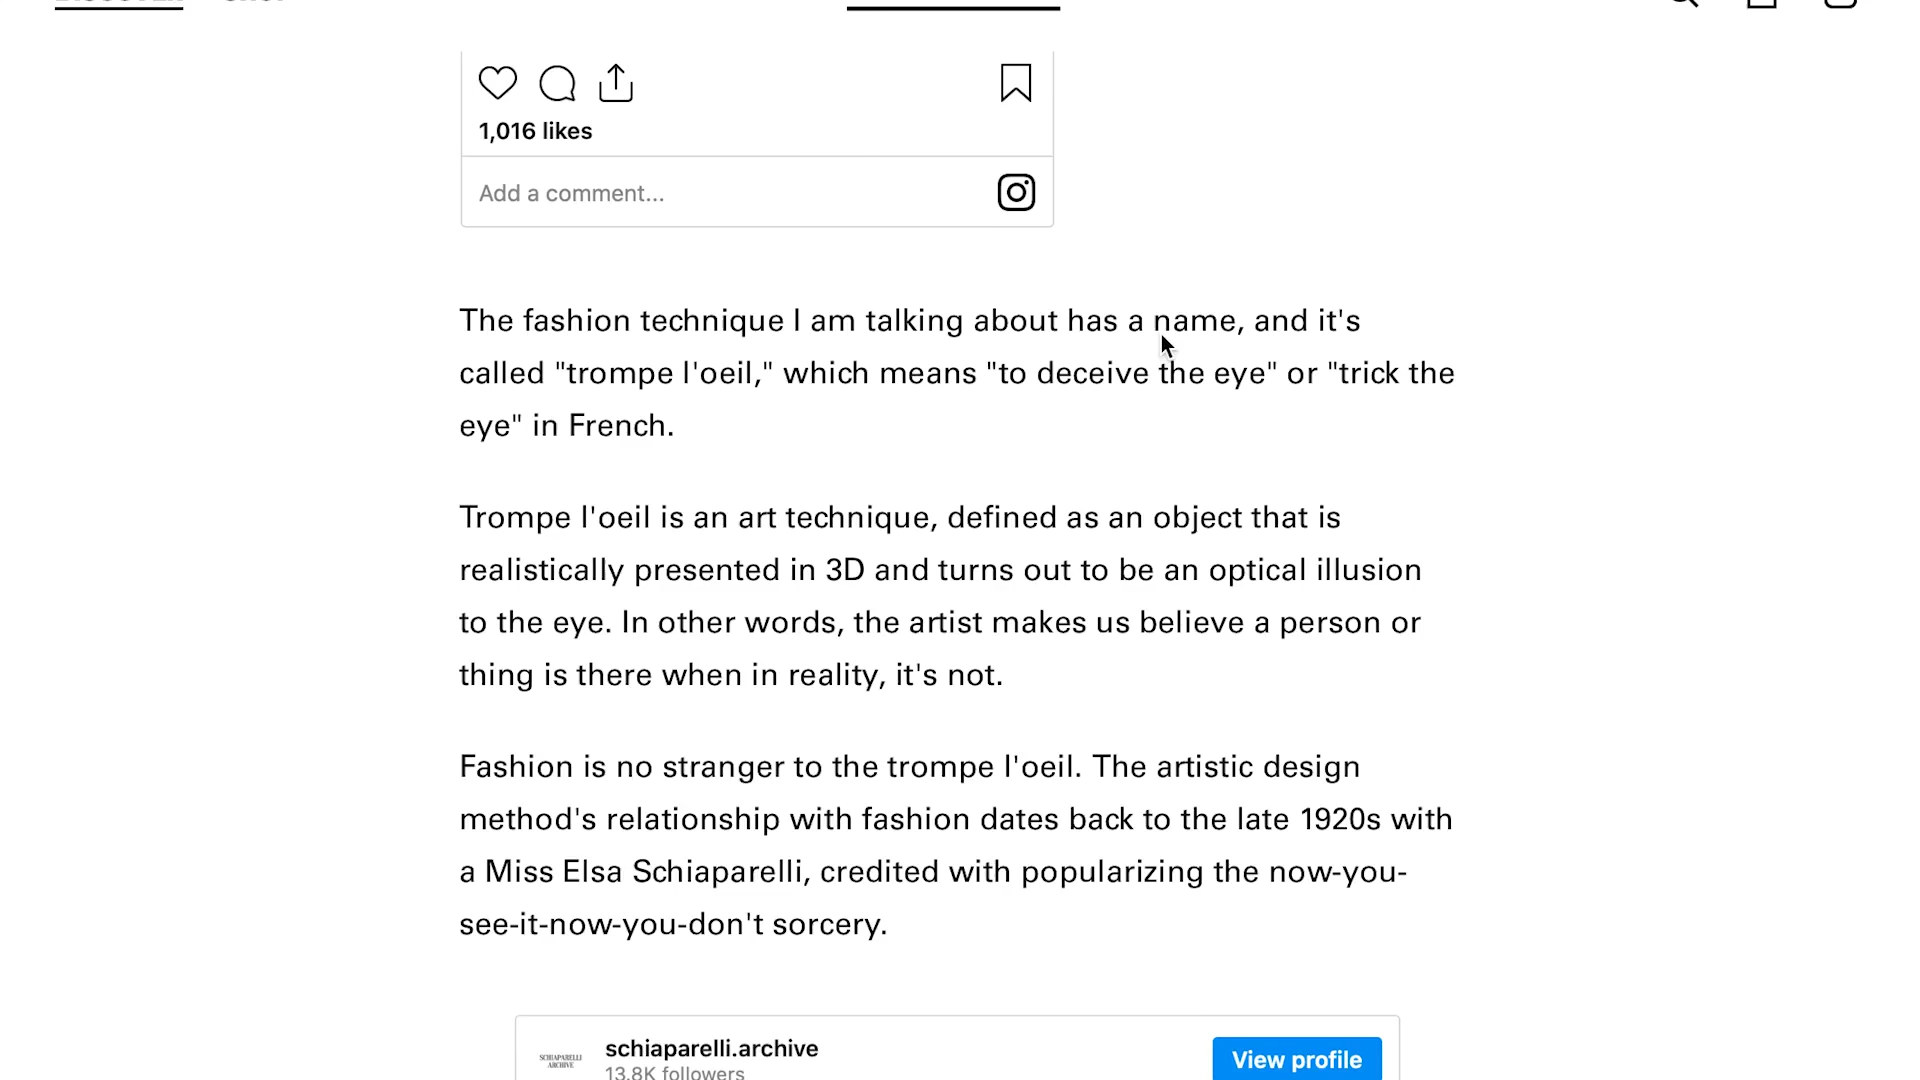 1,016 likes
Add a comment...
The fashion technique I am talking about has a name, and it's
called "trompe l'oeil," which means "to deceive the eye" or "trick the
eye" in French.
Trompe l'oeil is an art technique, defined as an object that is
realistically presented in 3D and turns out to be an optical illusion
to the eye. In other words, the artist makes us believe a person or
thing is there when in reality, it's not.
Fashion is no stranger to the trompe l'oeil. The artistic design
method's relationship with fashion dates back to the late 1920s with
a Miss Elsa Schiaparelli, credited with popularizing the now-you-
see-it-now-you-don't sorcery.
SCHIAPARELLI
ARCHIVE
schiaparelli.archive
13.8K followers
View profile